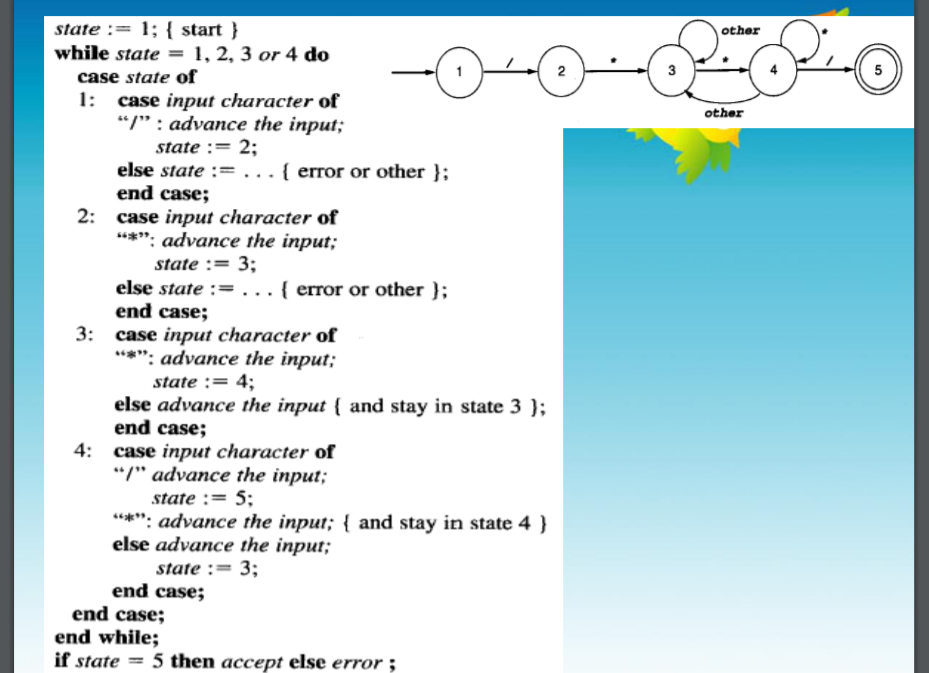 state := 1; { start }
while state = 1, 2, 3 or 4 do
case state of
1: case input character of
“/” : advance the input;
state := 2;
else state := . . . { error or other };
end case;
2: case input character of
“*”: advance the input;
state := 3;
else state := . . . { error or other };
end case;
3: case input character of
“*”: advance the input;
state := 4;
else advance the input { and stay in state 3 };
end case;
4: case input character of
“/” advance the input;
state := 5;
“*”: advance the input; { and stay in state 4 }
else advance the input;
state := 3;
end case;
end case;
end while;
if state = 5 then accept else error ;
other *
1 / 2 * 3 * 4 / 5
other